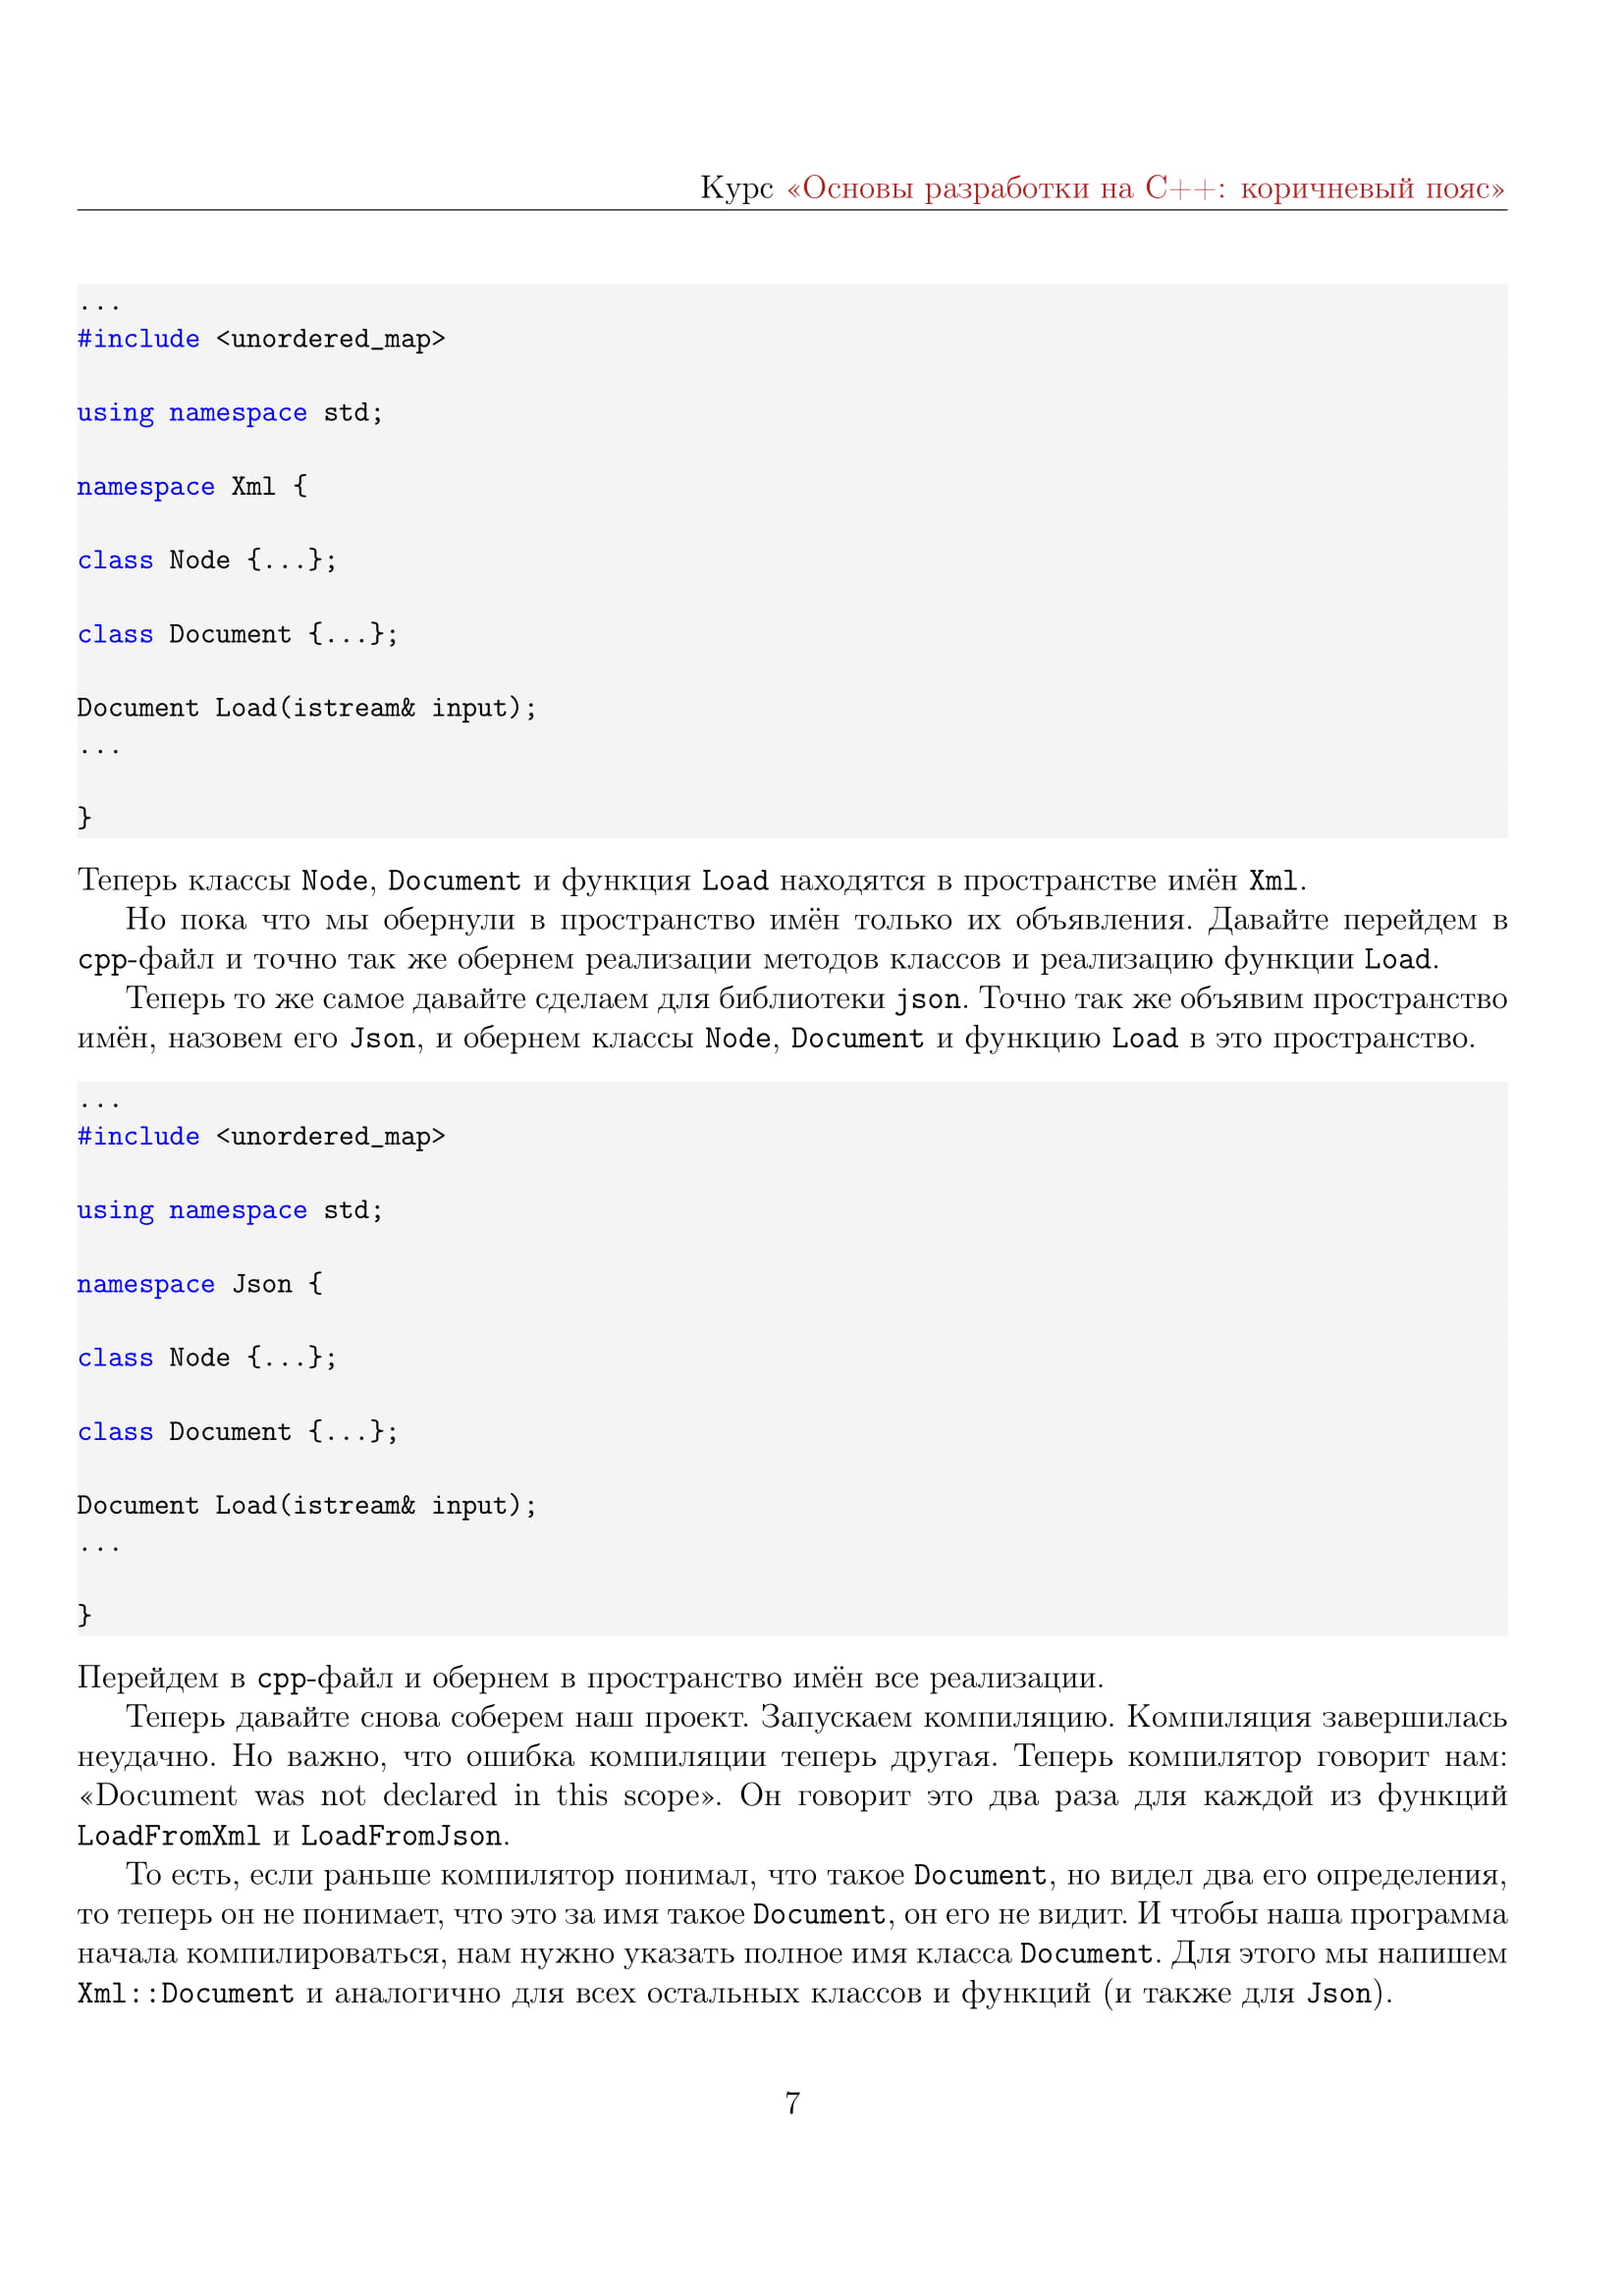 Курс «Основы разработки на C++: коричневый пояс»
...
#include <unordered_map>
using namespace std;
namespace Xml {
class Node {...};
class Document {...};
Document Load(istream& input);
...
}
Теперь классы Node, Document и функция Load находятся в пространстве имён Xml.
Но пока что мы обернули в пространство имён только их объявления. Давайте перейдем в
cpp-файл и точно так же обернем реализации методов классов и реализацию функции Load.
Теперь то же самое давайте сделаем для библиотеки json. Точно так же объявим пространство
имён, назовем его Json, и обернем классы Node, Document и функцию Load в это пространство.
...
#include <unordered_map>
using namespace std;
namespace Json {
class Node {...};
class Document {...};
Document Load(istream& input);
...
}
Перейдем в cpp-файл и обернем в пространство имён все реализации.
Теперь давайте снова соберем наш проект. Запускаем компиляцию. Компиляция завершилась
неудачно. Но важно, что ошибка компиляции теперь другая. Теперь компилятор говорит нам:
«Document was not declared in this scope». Он говорит это два раза для каждой из функций
LoadFromXml и LoadFromJson.
То есть, если раньше компилятор понимал, что такое Document, но видел два его определения,
то теперь он не понимает, что это за имя такое Document, он его не видит. И чтобы наша программа
начала компилироваться, нам нужно указать полное имя класса Document. Для этого мы напишем
Xml::Document и аналогично для всех остальных классов и функций (и также для Json).
7